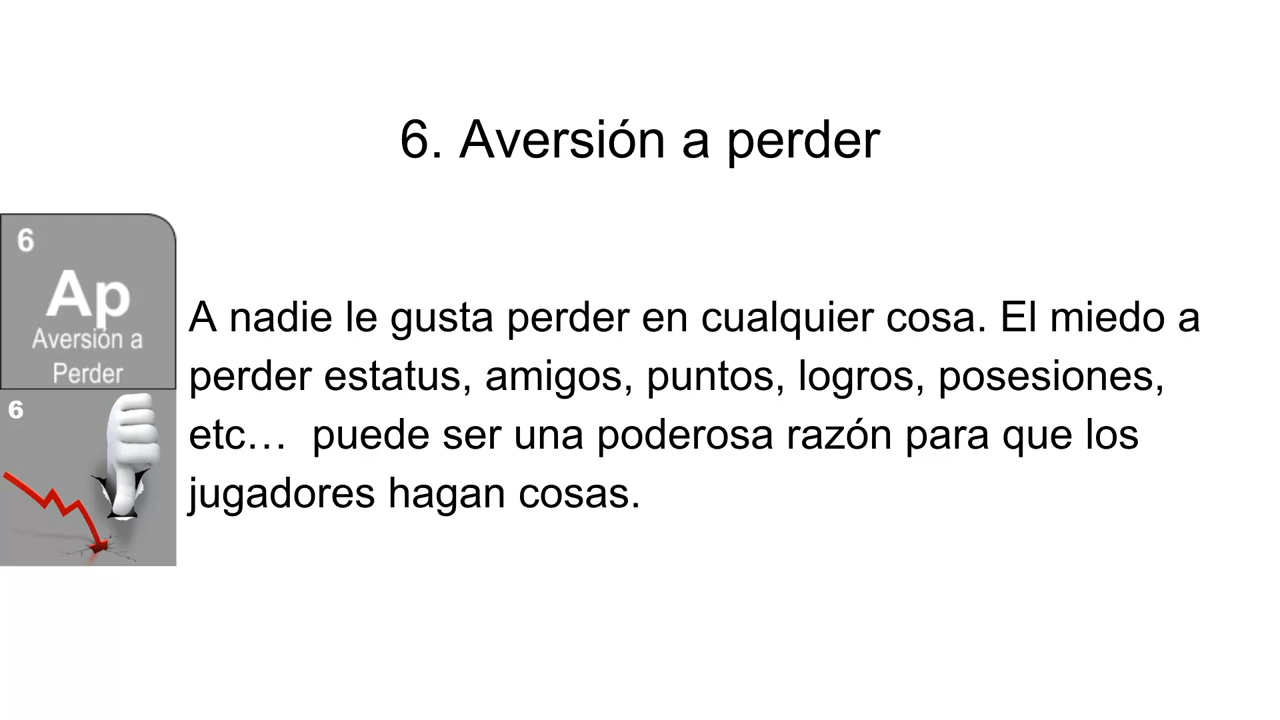 6. Aversión a perder
6
Ap
Aversión a
Perder
6
A nadie le gusta perder en cualquier cosa. El miedo a
perder estatus, amigos, puntos, logros, posesiones,
etc…  puede ser una poderosa razón para que los
jugadores hagan cosas.